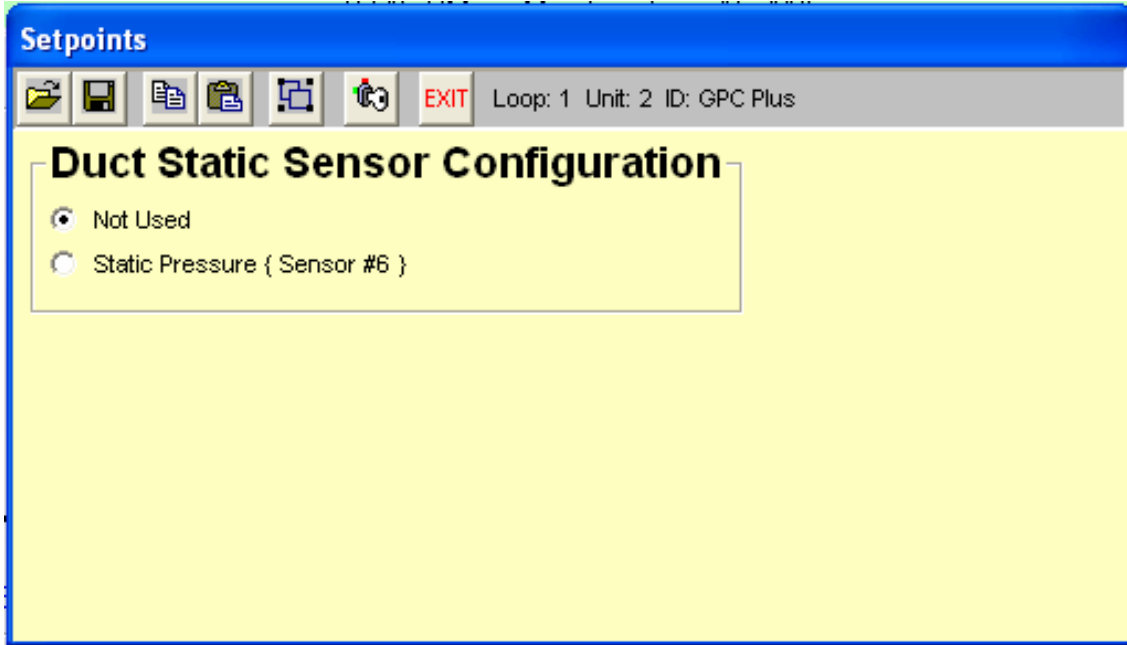 Setpoints
EXIT Loop: 1 Unit: 2 ID: GPC Plus
Duct Static Sensor Configuration
Not Used
Static Pressure { Sensor #6 }